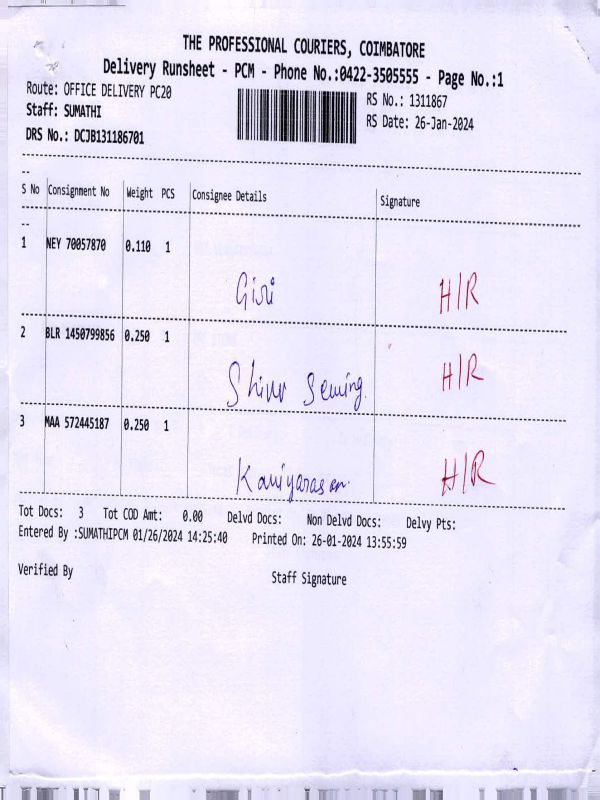 THE PROFESSIONAL COURIERS, COIMBATORE
Delivery Runsheet - PCM - Phone No.:0422-3505555 - Page No.:1
Route: OFFICE DELIVERY PC20
RS No.: 1311867
Staff: SUMATHI
RS Date: 26-Jan-2024
DRS No.: DCJB131186701
S No Consignment No Weight PCS Consignee Details Signature
1 NEY 70057870 0.110 1
Giri H/R
2 BLR 1450799856 0.250 1
Shivu Sewing H/R
3 MAA 572445187 0.250 1
Kaniyarasan H/R
Tot Docs: 3 Tot COD Amt: 0.00 Delvd Docs: Non Delvd Docs: Delvy Pts:
Entered By :SUMATHIPCM 01/26/2024 14:25:40 Printed On: 26-01-2024 13:55:59
Verified By Staff Signature